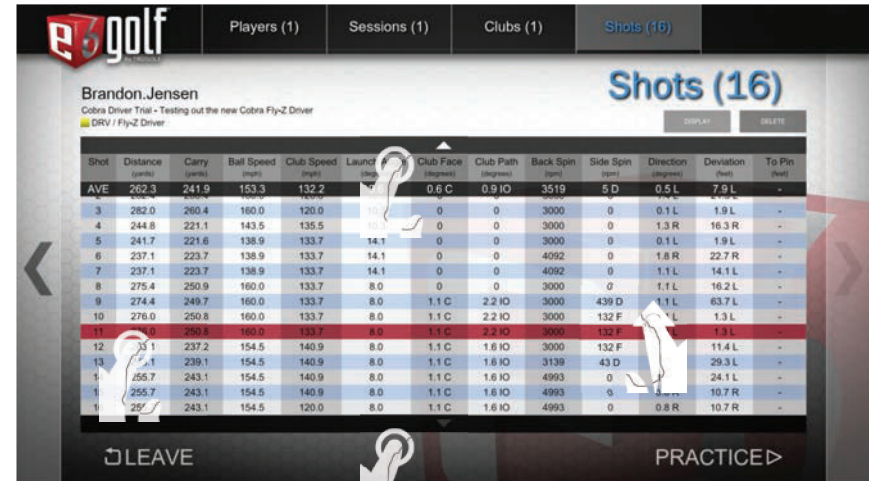 e6golf
by TRUGOLF
Players (1) Sessions (1) Clubs (1) Shots (16)
Shots (16)
Brandon.Jensen
Cobra Driver Trial - Testing out the new Cobra Fly-Z Driver
DRV / Fly-Z Driver
DISPLAY DELETE
Shot Distance Carry Ball Speed Club Speed Launch Club Face Club Path Back Spin Side Spin Direction Deviation To Pin
(yards) (yards) (mph) (mph) (degrees) (degrees) (rpm) (rpm) (degrees) (feet) (feet)
AVE 262.3 241.9 153.3 132.2 0.6 C 0.9 IO 3519 5 D 0.5 L 7.9 L -
3 282.0 260.4 160.0 120.0 0 0 3000 0 0.1 L 1.9 L -
4 244.8 221.1 143.5 135.5 10.3 0 0 3000 0 1.3 R 16.3 R -
5 241.7 221.6 138.9 133.7 14.1 0 0 3000 0 0.1 L 1.9 L -
6 237.1 223.7 138.9 133.7 14.1 0 0 4092 0 1.8 R 22.7 R -
7 237.1 223.7 138.9 133.7 14.1 0 0 4092 0 1.1 L 14.1 L -
8 275.4 250.9 160.0 133.7 8.0 0 0 3000 0 1.1 L 16.2 L -
9 274.4 249.7 160.0 133.7 8.0 1.1 C 2.2 IO 3000 439 D 1.1 L 63.7 L -
10 276.0 250.8 160.0 133.7 8.0 1.1 C 2.2 IO 3000 132 F 1.3 L -
11 250.8 160.0 133.7 8.0 1.1 C 2.2 IO 3000 132 F 1.3 L -
12 237.2 154.5 140.9 8.0 1.1 C 1.6 IO 3000 132 F 11.4 L -
13 239.1 154.5 140.9 8.0 1.1 C 1.6 IO 3139 43 D 29.3 L -
14 255.7 243.1 154.5 140.9 8.0 1.1 C 1.6 IO 4993 0 24.1 L -
15 255.7 243.1 154.5 140.9 8.0 1.1 C 1.6 IO 4993 0 10.7 R -
16 243.1 154.5 120.0 8.0 1.1 C 1.6 IO 4993 0 0.8 R 10.7 R -
LEAVE PRACTICE